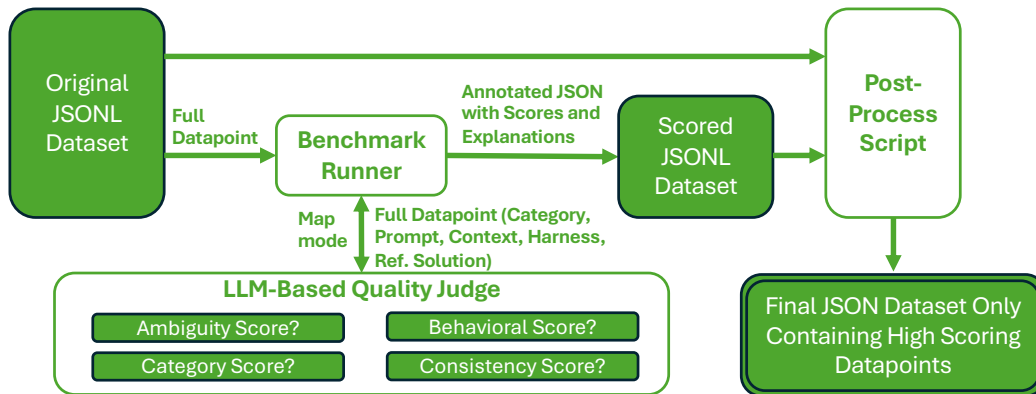 Original
JSONL
Dataset
Full
Datapoint
Benchmark
Runner
Annotated JSON
with Scores and
Explanations
Scored
JSONL
Dataset
Post-
Process
Script
Map
mode
Full Datapoint (Category,
Prompt, Context, Harness,
Ref. Solution)
LLM-Based Quality Judge
Ambiguity Score?
Behavioral Score?
Category Score?
Consistency Score?
Final JSON Dataset Only
Containing High Scoring
Datapoints